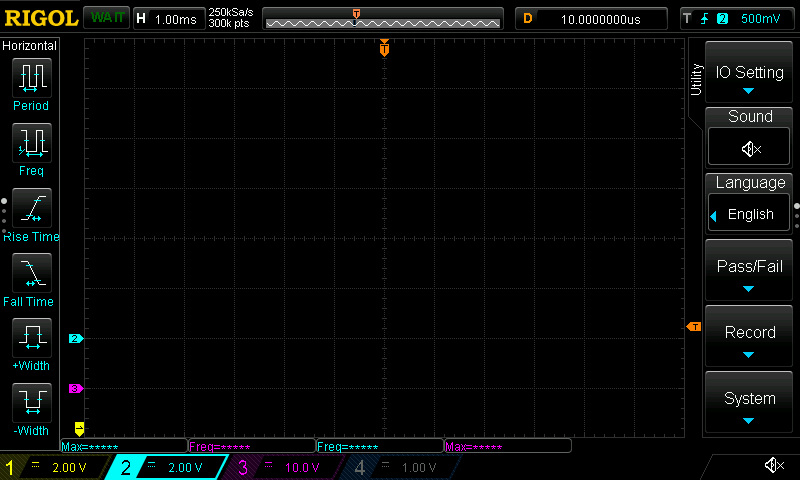 RIGOL WAIT H 1.00ms 250kSa/s 300k pts T D 10.0000000us T 2 500mV
Horizontal
T
Period
Freq
Rise Time
Fall Time
+Width
-Width
2
3
1
T
Utility
IO Setting
Sound
Language
English
Pass/Fail
Record
System
Max=***** Freq=***** Freq=***** Max=*****
1 2.00 V 2 2.00 V 3 10.0 V 4 1.00 V